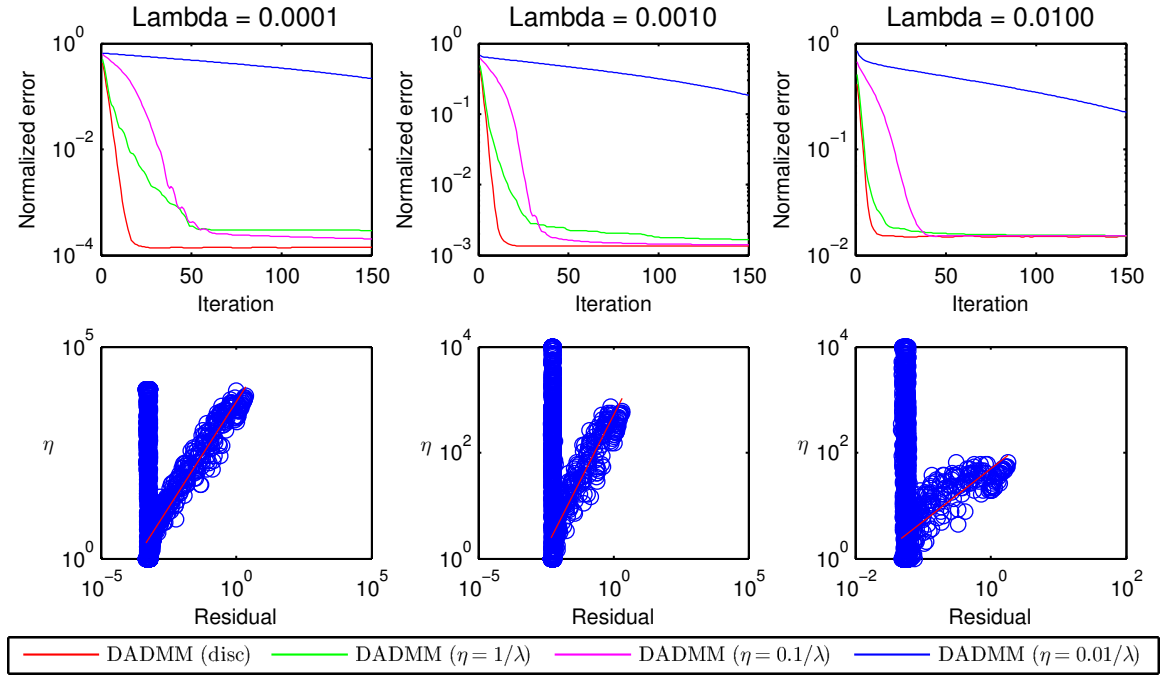 Lambda = 0.0001
Lambda = 0.0010
Lambda = 0.0100
Normalized error
10^0
10^−2
10^−4
0
50
100
150
Iteration
Normalized error
10^0
10^−1
10^−2
10^−3
0
50
100
150
Iteration
Normalized error
10^0
10^−1
10^−2
0
50
100
150
Iteration
η
10^5
10^0
10^−5
10^0
10^5
Residual
η
10^4
10^2
10^0
10^−5
10^0
10^5
Residual
η
10^4
10^2
10^0
10^−2
10^0
10^2
Residual
DADMM (disc)
DADMM (η = 1/λ)
DADMM (η = 0.1/λ)
DADMM (η = 0.01/λ)